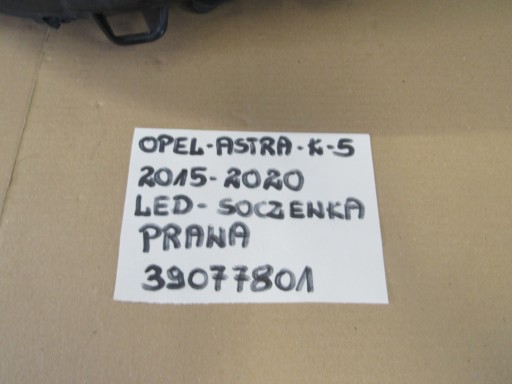 OPEL-ASTRA-K-5
2015-2020
LED-SOCZENKA
PRAWA
39077801